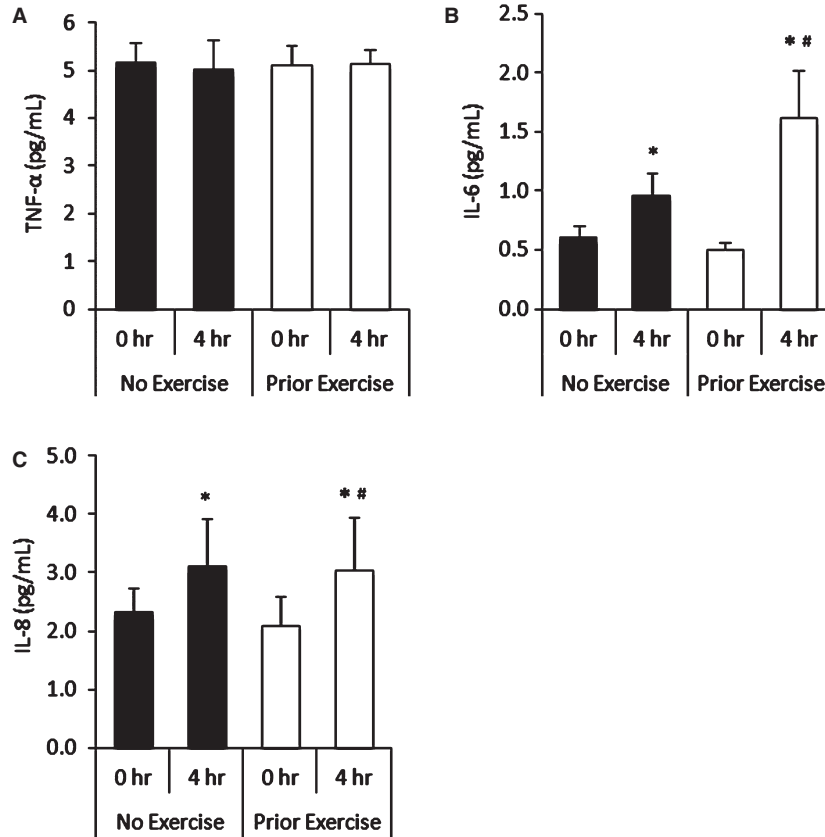 A
TNF-α (pg/mL)
6
5
4
3
2
1
0
0 hr 4 hr 0 hr 4 hr
No Exercise Prior Exercise
B
IL-6 (pg/mL)
2.5
2.0
1.5
1.0
0.5
0.0
*
* #
0 hr 4 hr 0 hr 4 hr
No Exercise Prior Exercise
C
IL-8 (pg/mL)
5.0
4.0
3.0
2.0
1.0
0.0
*
* #
0 hr 4 hr 0 hr 4 hr
No Exercise Prior Exercise